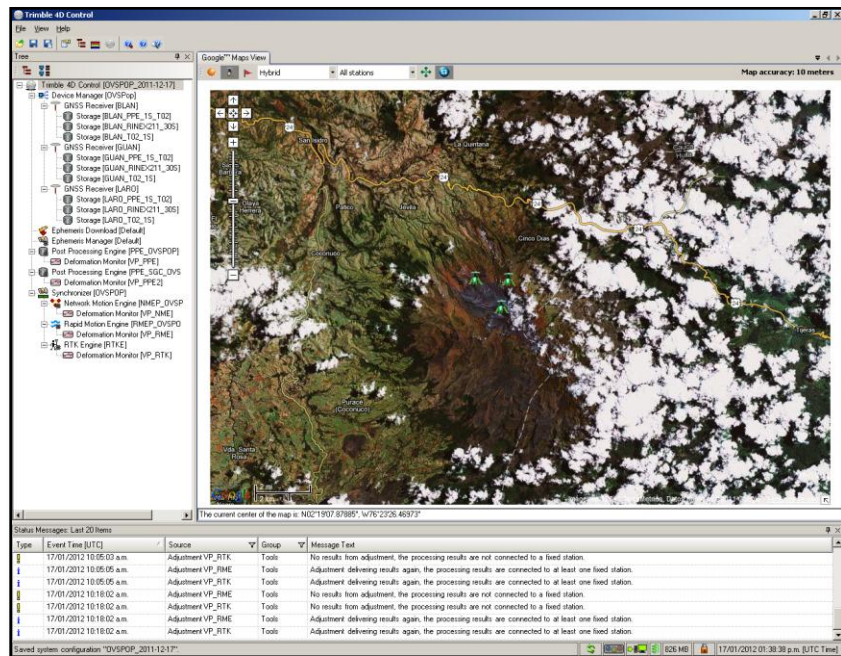 Trimble 4D Control
File View Help
Tree
Google™ Maps View
Hybrid
All stations
Map accuracy: 10 meters
Trimble 4D Control [OVSPOP_2011-12-17]
Device Manager [OVSPop]
GNSS Receiver [BLAN]
Storage [BLAN_PPE_1S_T02]
Storage [BLAN_RINEX211_30S]
Storage [BLAN_T02_1S]
GNSS Receiver [GUAN]
Storage [GUAN_PPE_1S_T02]
Storage [GUAN_RINEX211_30S]
Storage [GUAN_T02_1S]
GNSS Receiver [LARO]
Storage [LARO_PPE_1S_T02]
Storage [LARO_RINEX211_30S]
Storage [LARO_T02_1S]
Ephemeris Download [Default]
Ephemeris Manager [Default]
Post Processing Engine [PPE_OVSPOP]
Deformation Monitor [VP_PPE]
Post Processing Engine [PPE_SGC_OVS
Deformation Monitor [VP_PPE2]
Synchronizer [OVSPOP]
Network Motion Engine [NMEP_OVSP
Deformation Monitor [VP_NME]
Rapid Motion Engine [RMEP_OVSPO
Deformation Monitor [VP_RME]
RTK Engine [RTKE]
Deformation Monitor [VP_RTK]
24
San Isidro
La Quintana
Patico
Jevila
24
24
24
Cinco Dias
Coconuco
24
Tijeras
Puracé
(Coconuco)
Vda. Santa
Rosa
The current center of the map is: N02°19'07.87885", W76°23'26.46973"
Status Messages: Last 20 Items
Type Event Time [UTC] Source Group Message Text
17/01/2012 10:05:03 a.m. Adjustment VP_RTK Tools No results from adjustment, the processing results are not connected to a fixed station.
17/01/2012 10:05:05 a.m. Adjustment VP_RME Tools Adjustment delivering results again, the processing results are connected to at least one fixed station.
17/01/2012 10:05:05 a.m. Adjustment VP_RTK Tools Adjustment delivering results again, the processing results are connected to at least one fixed station.
17/01/2012 10:18:02 a.m. Adjustment VP_RME Tools No results from adjustment, the processing results are not connected to a fixed station.
17/01/2012 10:18:02 a.m. Adjustment VP_RTK Tools No results from adjustment, the processing results are not connected to a fixed station.
17/01/2012 10:18:02 a.m. Adjustment VP_RME Tools Adjustment delivering results again, the processing results are connected to at least one fixed station.
17/01/2012 10:18:02 a.m. Adjustment VP_RTK Tools Adjustment delivering results again, the processing results are connected to at least one fixed station.
Saved system configuration "OVSPOP_2011-12-17".
826 MB
17/01/2012 01:38:38 p.m. (UTC Time)